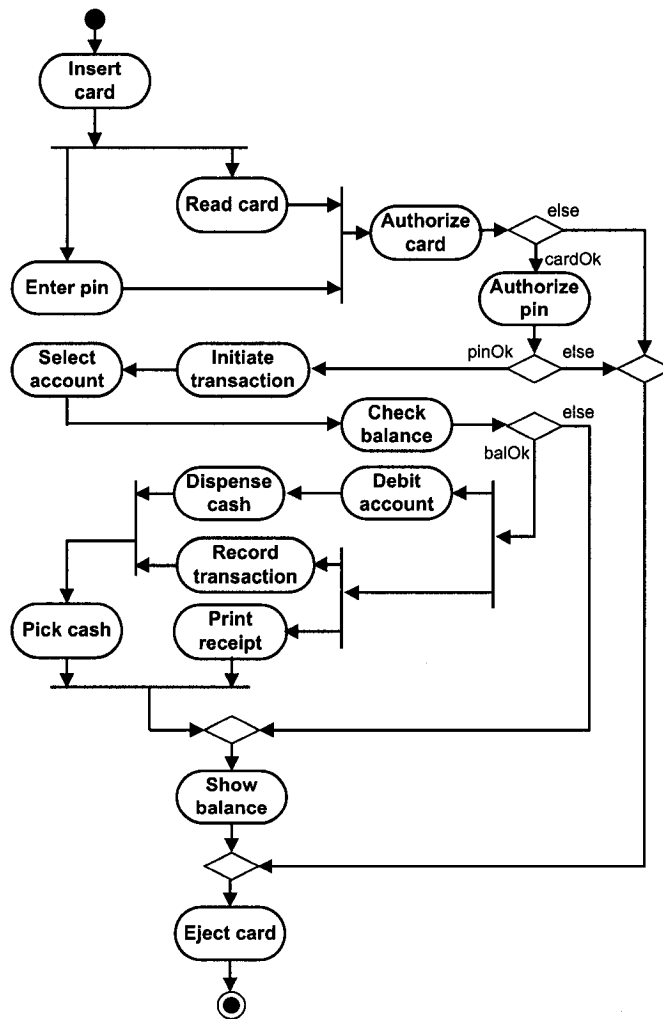 Insert
card
Read card
Enter pin
Authorize
card
else
cardOk
Authorize
pin
pinOk
else
Initiate
transaction
Select
account
Check
balance
else
balOk
Debit
account
Dispense
cash
Record
transaction
Print
receipt
Pick cash
Show
balance
Eject card